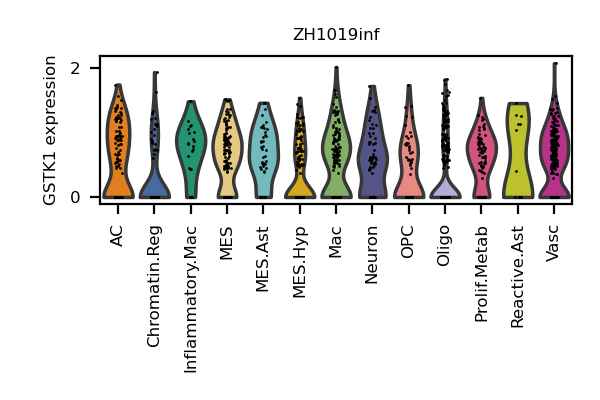 ZH1019inf
GSTK1 expression
2
0
AC
Chromatin.Reg
Inflammatory.Mac
MES
MES.Ast
MES.Hyp
Mac
Neuron
OPC
Oligo
Prolif.Metab
Reactive.Ast
Vasc